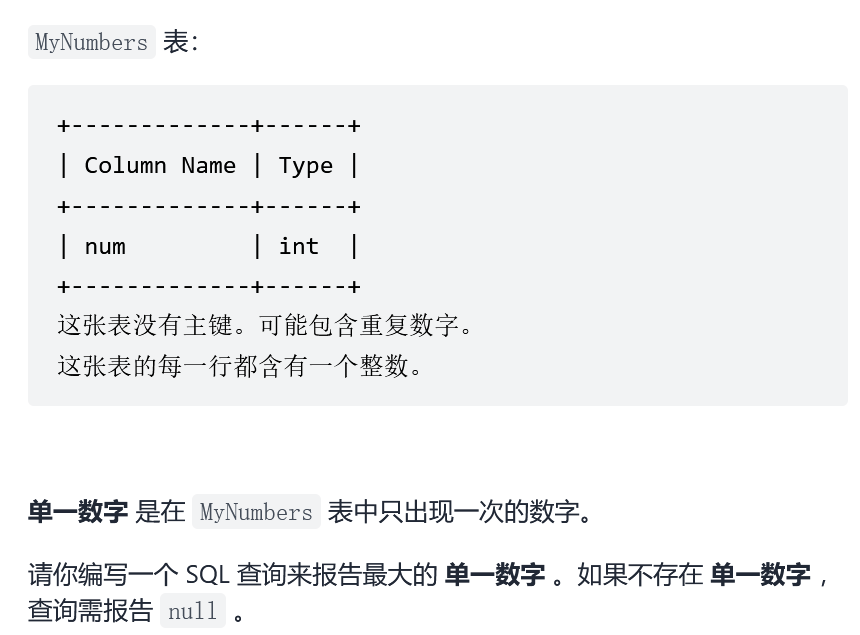 MyNumbers 表：
+-------------+------+
| Column Name | Type |
+-------------+------+
| num         | int  |
+-------------+------+
这张表没有主键。可能包含重复数字。
这张表的每一行都含有一个整数。
单一数字 是在 MyNumbers 表中只出现一次的数字。
请你编写一个 SQL 查询来报告最大的 单一数字 。如果不存在 单一数字 ，
查询需报告 null 。